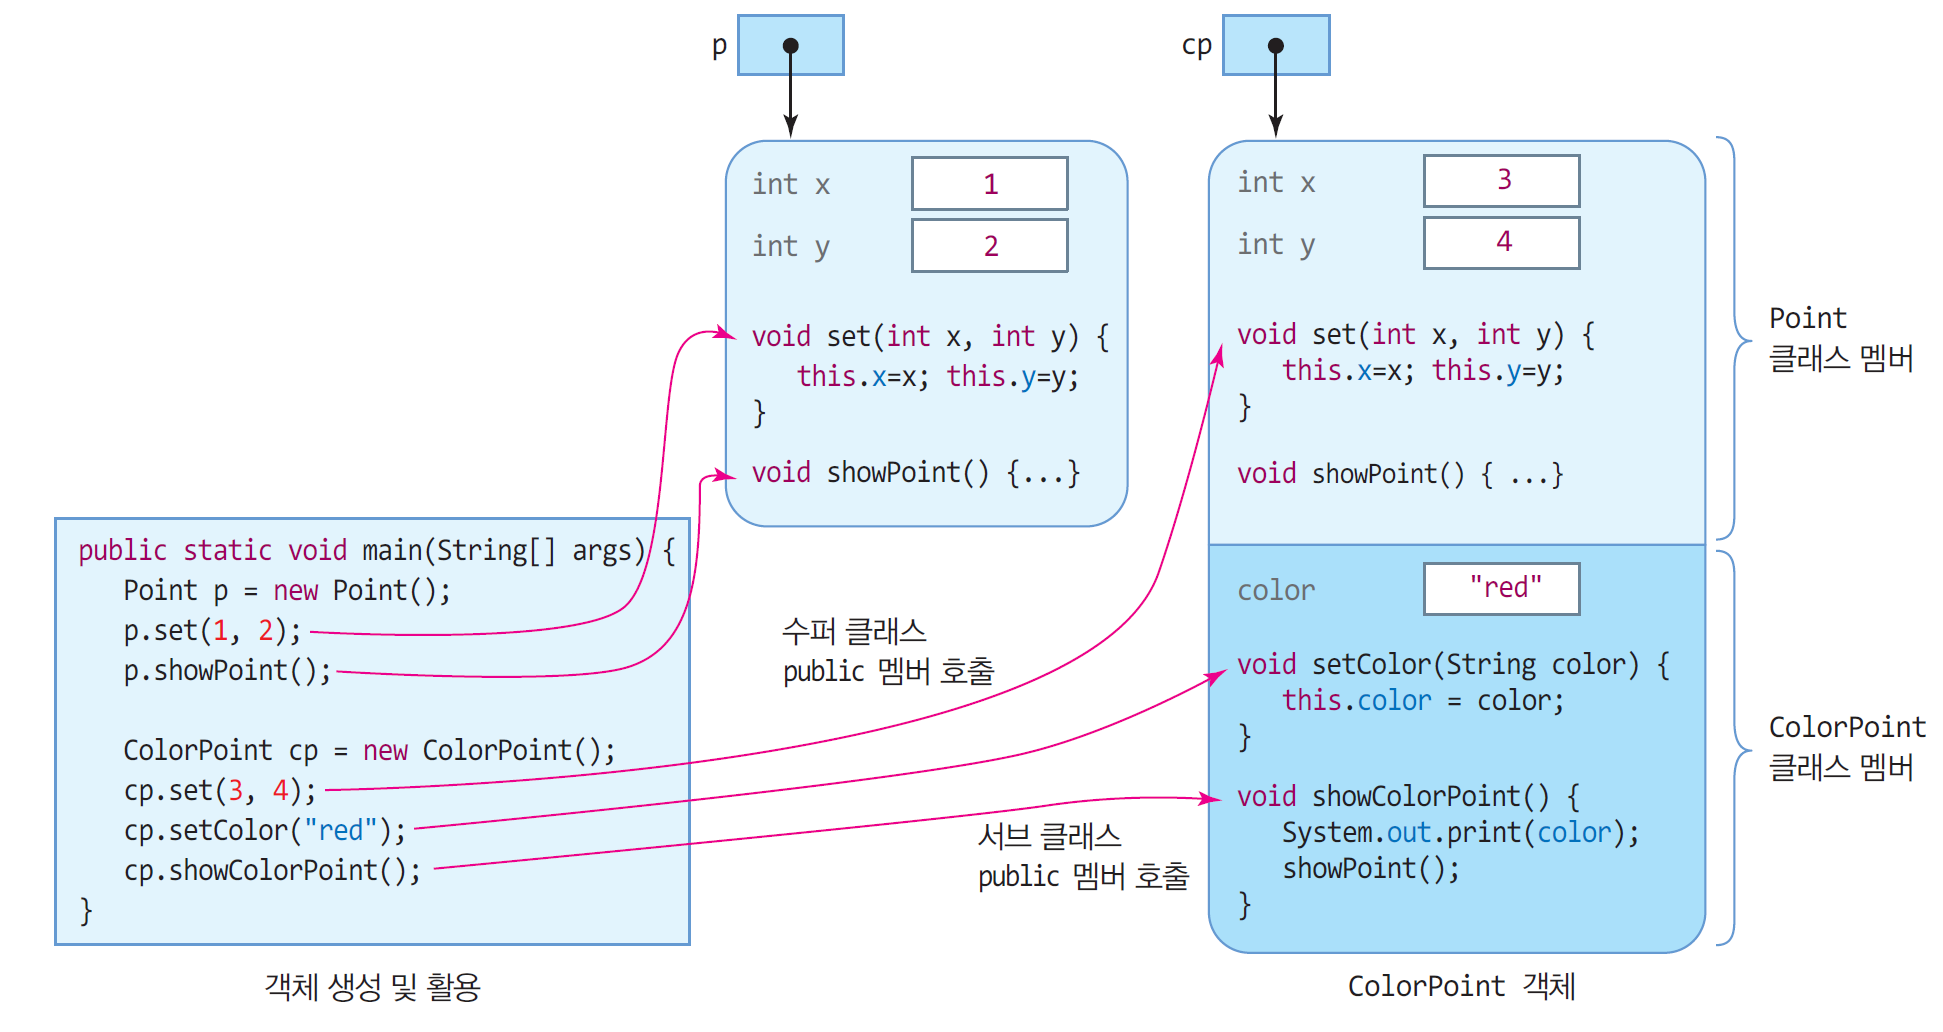 p
cp
int x 1
int y 2
void set(int x, int y) {
this.x=x; this.y=y;
}
void showPoint() {...}
int x 3
int y 4
void set(int x, int y) {
this.x=x; this.y=y;
}
void showPoint() { ...}
Point
클래스 멤버
color "red"
void setColor(String color) {
this.color = color;
}
void showColorPoint() {
System.out.print(color);
showPoint();
}
ColorPoint
클래스 멤버
public static void main(String[] args) {
Point p = new Point();
p.set(1, 2);
p.showPoint();
ColorPoint cp = new ColorPoint();
cp.set(3, 4);
cp.setColor("red");
cp.showColorPoint();
}
수퍼 클래스
public 멤버 호출
서브 클래스
public 멤버 호출
객체 생성 및 활용
ColorPoint 객체